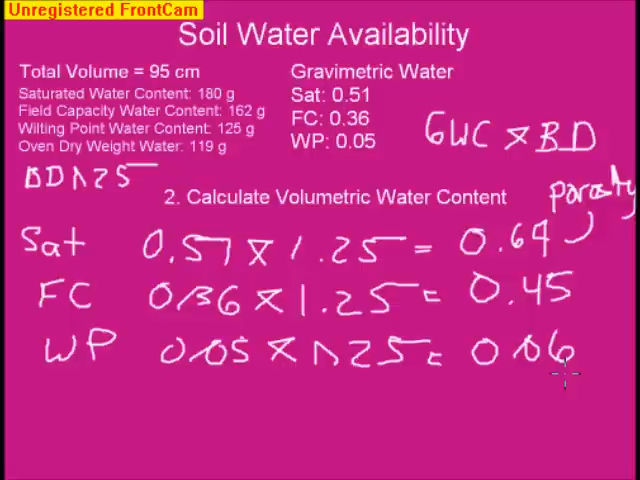 Unregistered FrontCam
Soil Water Availability
Total Volume = 95 cm
Saturated Water Content: 180 g
Field Capacity Water Content: 162 g
Wilting Point Water Content: 125 g
Oven Dry Weight Water: 119 g
Gravimetric Water
Sat: 0.51
FC: 0.36
WP: 0.05
GWC x BD
BD 1.25
2. Calculate Volumetric Water Content
porosity
Sat 0.51 x 1.25 = 0.64
FC 0.36 x 1.25 = 0.45
WP 0.05 x 1.25 = 0.06